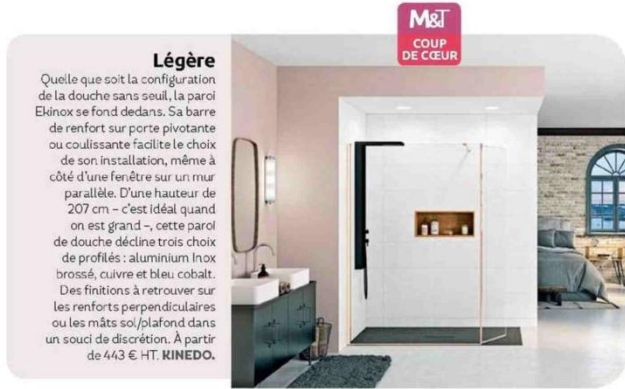 M&T
COUP
DE CŒUR
Légère
Quelle que soit la configuration
de la douche sans seuil, la paroi
Ekinox se fond dedans. Sa barre
de renfort sur porte pivotante
ou coulissante facilite le choix
de son installation, même à
côté d'une fenêtre sur un mur
parallèle. D'une hauteur de
207 cm – c'est idéal quand
on est grand –, cette paroi
de douche décline trois choix
de profilés : aluminium Inox
brossé, cuivre et bleu cobalt.
Des finitions à retrouver sur
les renforts perpendiculaires
ou les mâts sol/plafond dans
un souci de discrétion. À partir
de 443 € HT. KINEDO.